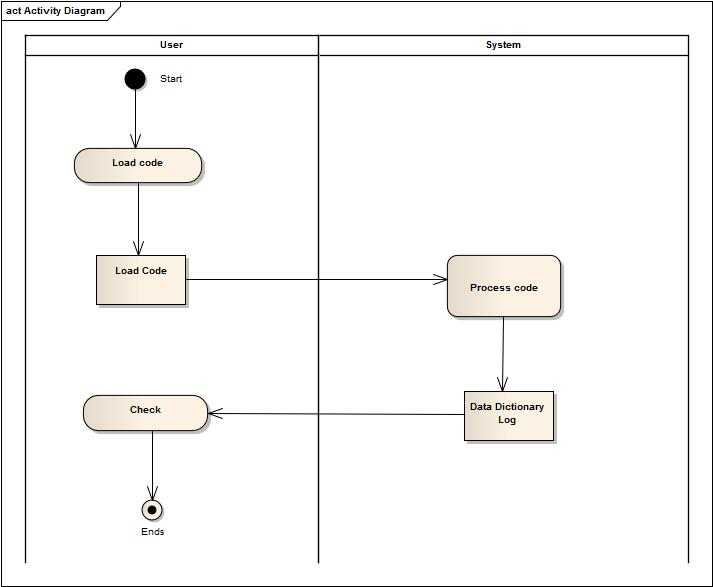 act Activity Diagram
User
System
Start
Load code
Load Code
Process code
Check
Data Dictionary
Log
Ends